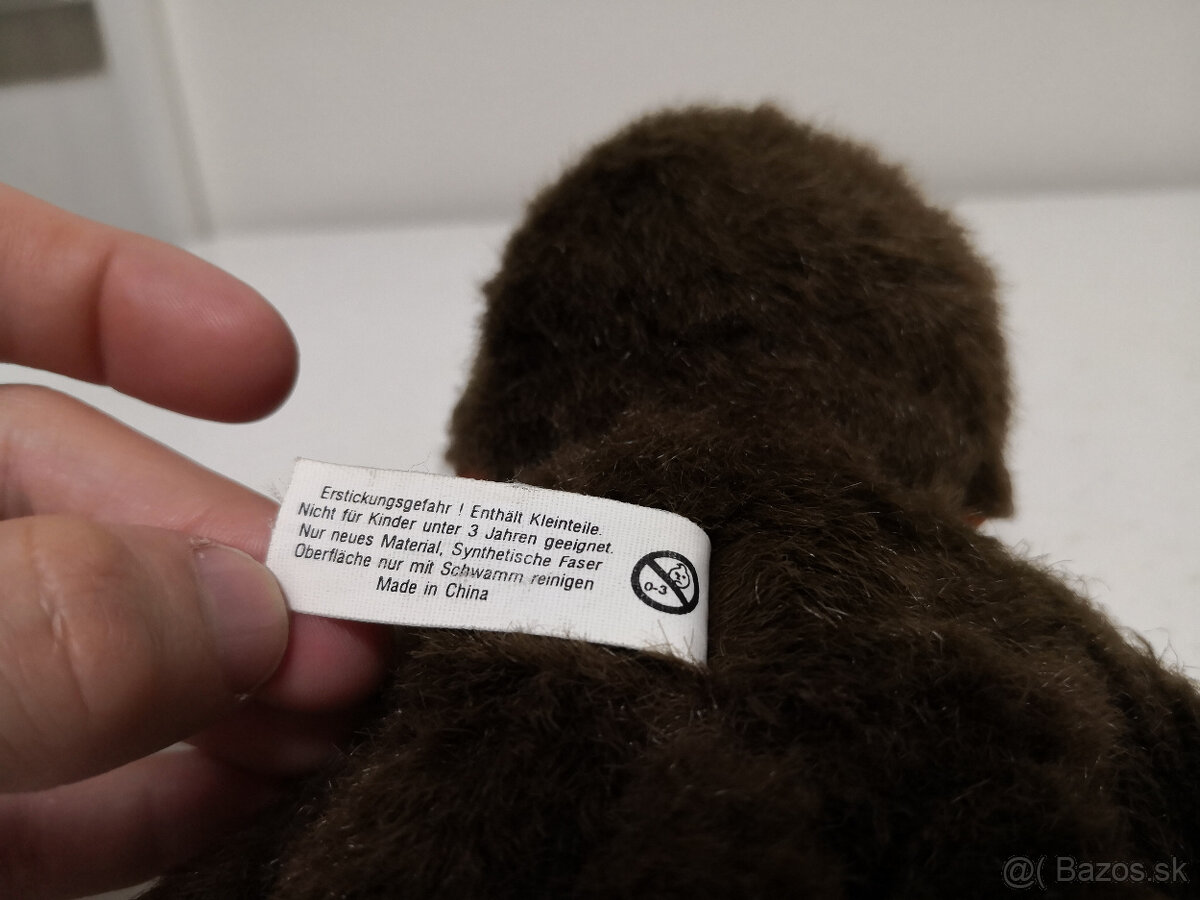 Erstickungsgefahr ! Enthält Kleinteile.
Nicht für Kinder unter 3 Jahren geeignet.
Nur neues Material, Synthetische Faser
Oberfläche nur mit Schwamm reinigen
Made in China
0-3
@( Bazos.sk